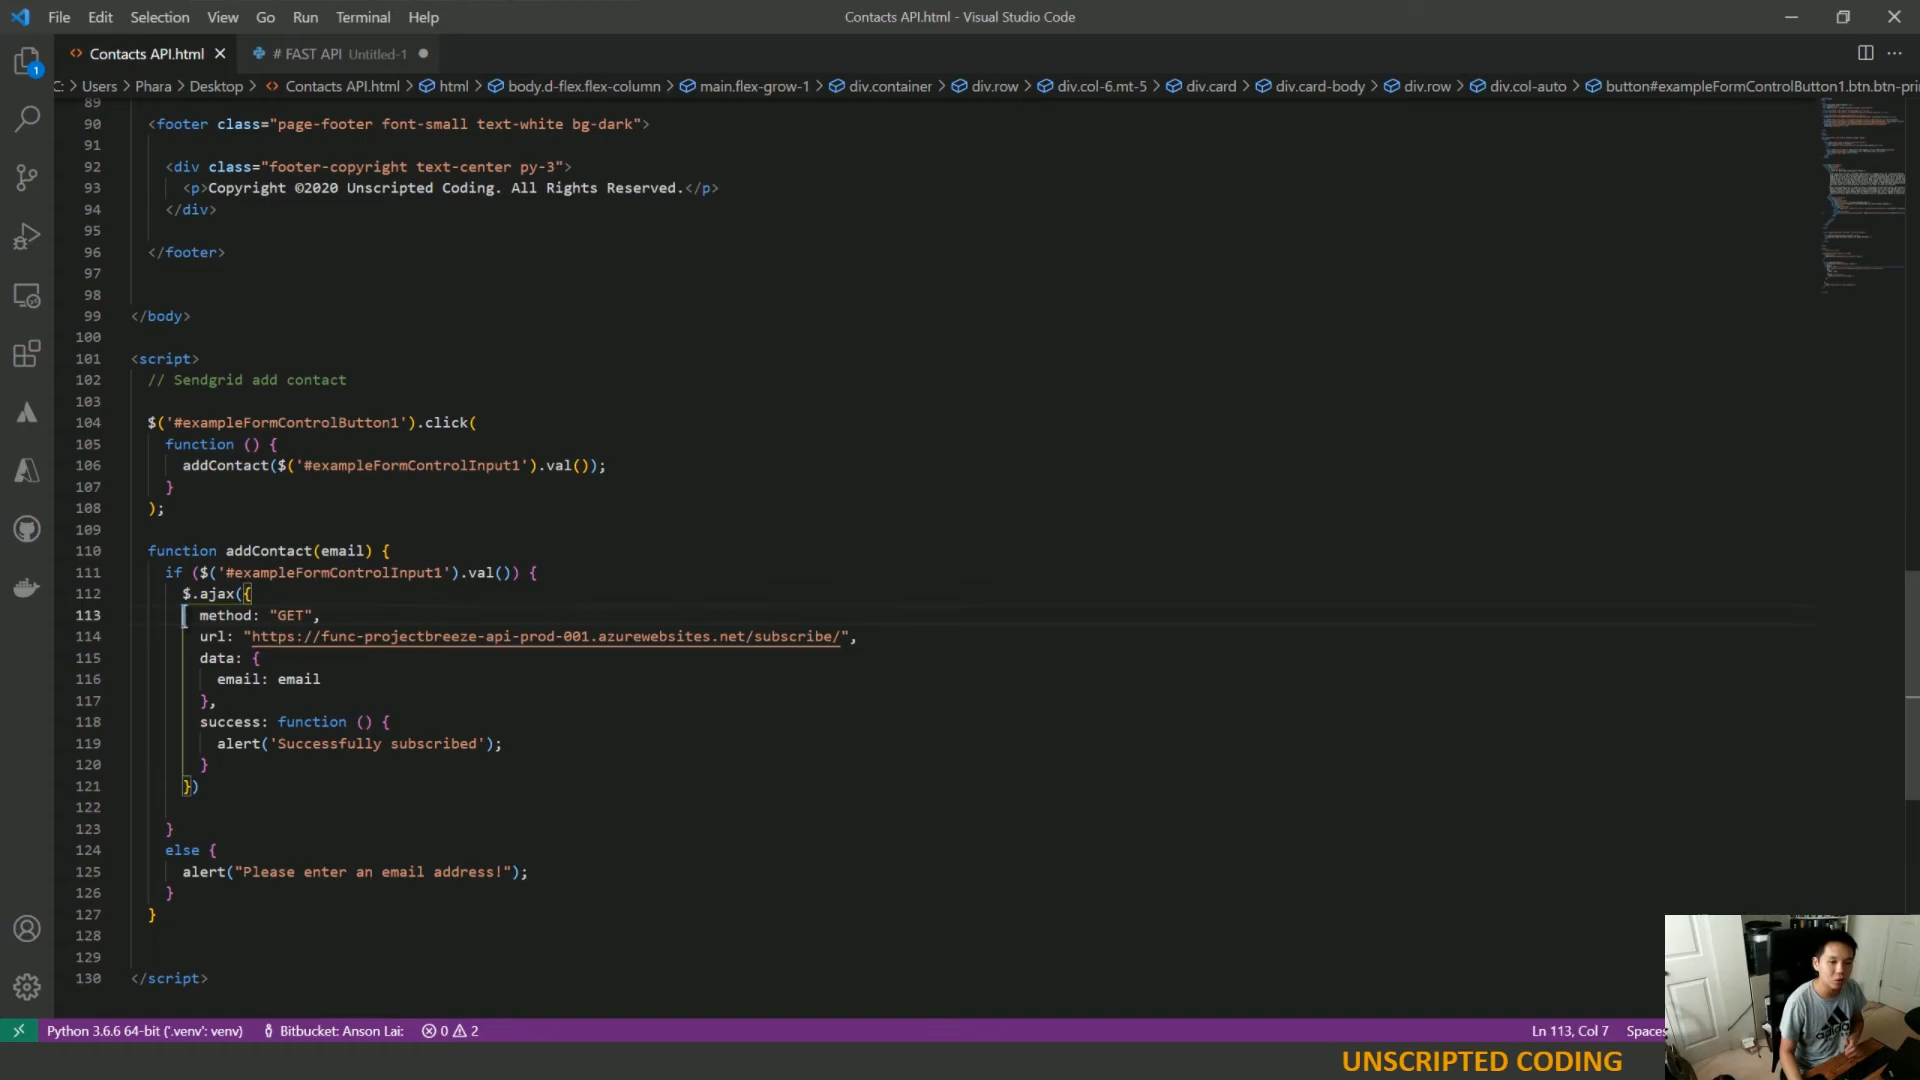 File Edit Selection View Go Run Terminal Help
Contacts API.html - Visual Studio Code
Contacts API.html # FAST API Untitled-1
C: > Users > Phara > Desktop > Contacts API.html > html > body.d-flex.flex-column > main.flex-grow-1 > div.container > div.row > div.col-6.mt-5 > div.card > div.card-body > div.row > div.col-auto > button#exampleFormControlButton1.btn.btn-pri
89
90 <footer class="page-footer font-small text-white bg-dark">
91
92 <div class="footer-copyright text-center py-3">
93 <p>Copyright ©2020 Unscripted Coding. All Rights Reserved.</p>
94 </div>
95
96 </footer>
97
98
99 </body>
100
101 <script>
102 // Sendgrid add contact
103
104 $('#exampleFormControlButton1').click(
105 function () {
106 addContact($('#exampleFormControlInput1').val());
107 }
108 );
109
110 function addContact(email) {
111 if ($('#exampleFormControlInput1').val()) {
112 $.ajax({
113 method: "GET",
114 url: "https://func-projectbreeze-api-prod-001.azurewebsites.net/subscribe/",
115 data: {
116 email: email
117 },
118 success: function () {
119 alert('Successfully subscribed');
120 }
121 })
122
123 }
124 else {
125 alert("Please enter an email address!");
126 }
127 }
128
129
130 </script>
1
Python 3.6.6 64-bit ('.venv': venv) Bitbucket: Anson Lai: 0 2 Ln 113, Col 7 Spaces
UNSCRIPTED CODING